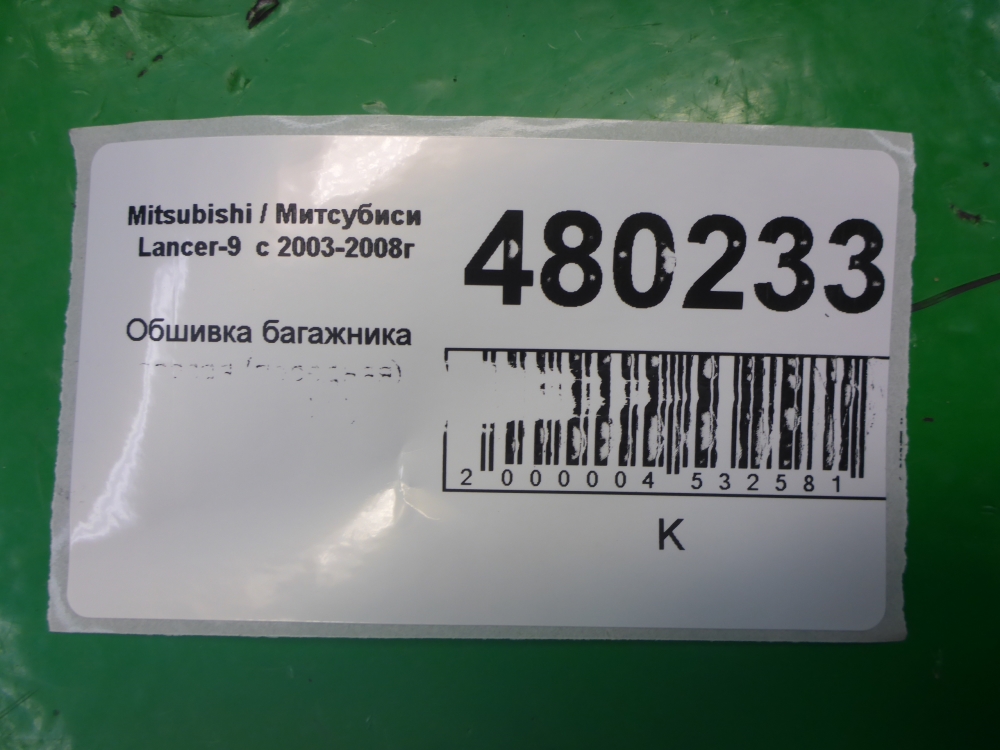 Mitsubishi / Митсубиси
Lancer-9 с 2003-2008г
480233
Обшивка багажника
2 000004 532581
K